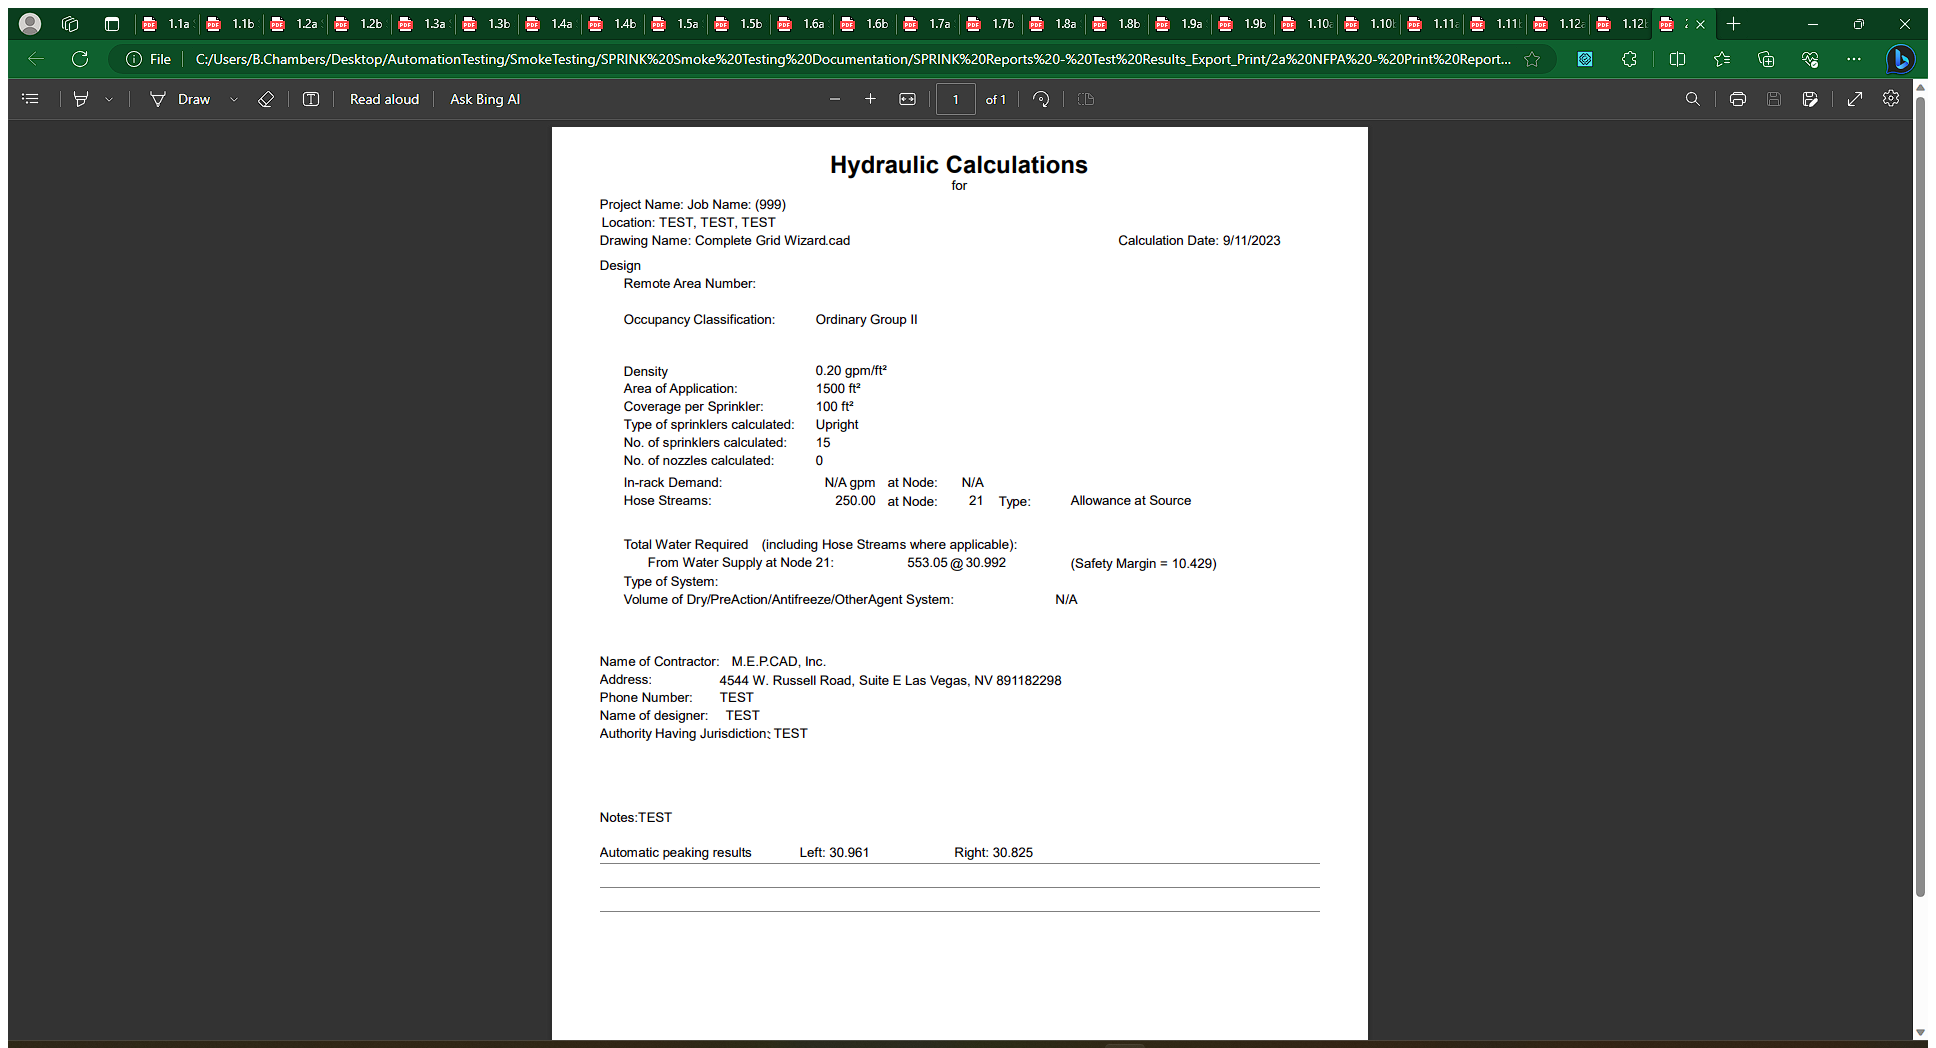 1.1a 1.1b 1.2a 1.2b 1.3a 1.3b 1.4a 1.4b 1.5a 1.5b 1.6a 1.6b 1.7a 1.7b 1.8a 1.8b 1.9a 1.9b 1.10a 1.10b 1.11a 1.11b 1.12a 1.12b
File C:/Users/B.Chambers/Desktop/AutomationTesting/SmokeTesting/SPRINK%20Smoke%20Testing%20Documentation/SPRINK%20Reports%20-%20Test%20Results_Export_Print/2a%20NFPA%20-%20Print%20Report...
Draw Read aloud Ask Bing AI 1 of 1
Hydraulic Calculations
for
Project Name: Job Name: (999)
Location: TEST, TEST, TEST
Drawing Name: Complete Grid Wizard.cad Calculation Date: 9/11/2023
Design
Remote Area Number:
Occupancy Classification: Ordinary Group II
Density 0.20 gpm/ft²
Area of Application: 1500 ft²
Coverage per Sprinkler: 100 ft²
Type of sprinklers calculated: Upright
No. of sprinklers calculated: 15
No. of nozzles calculated: 0
In-rack Demand: N/A gpm at Node: N/A
Hose Streams: 250.00 at Node: 21 Type: Allowance at Source
Total Water Required (including Hose Streams where applicable):
From Water Supply at Node 21: 553.05 @ 30.992 (Safety Margin = 10.429)
Type of System:
Volume of Dry/PreAction/Antifreeze/OtherAgent System: N/A
Name of Contractor: M.E.P.CAD, Inc.
Address: 4544 W. Russell Road, Suite E Las Vegas, NV 891182298
Phone Number: TEST
Name of designer: TEST
Authority Having Jurisdiction: TEST
Notes:TEST
Automatic peaking results Left: 30.961 Right: 30.825